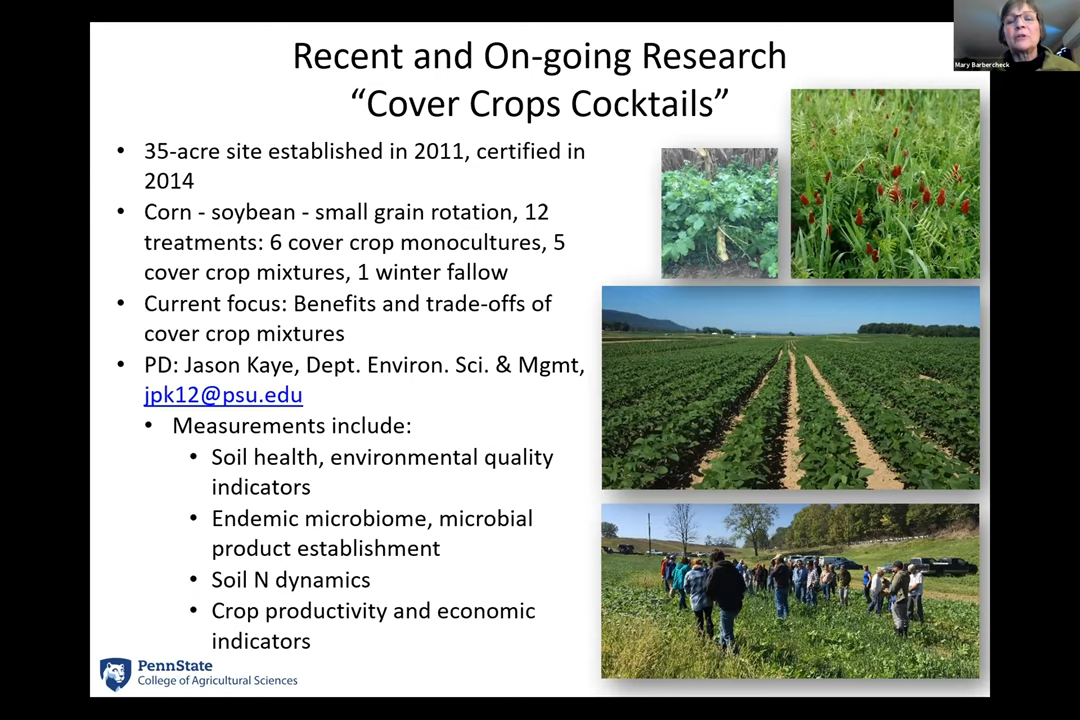 Recent and On-going Research
“Cover Crops Cocktails”
Mary Barbercheck
• 35-acre site established in 2011, certified in
2014
• Corn - soybean - small grain rotation, 12
treatments: 6 cover crop monocultures, 5
cover crop mixtures, 1 winter fallow
• Current focus: Benefits and trade-offs of
cover crop mixtures
• PD: Jason Kaye, Dept. Environ. Sci. & Mgmt,
jpk12@psu.edu
• Measurements include:
• Soil health, environmental quality
indicators
• Endemic microbiome, microbial
product establishment
• Soil N dynamics
• Crop productivity and economic
indicators
PennState
College of Agricultural Sciences